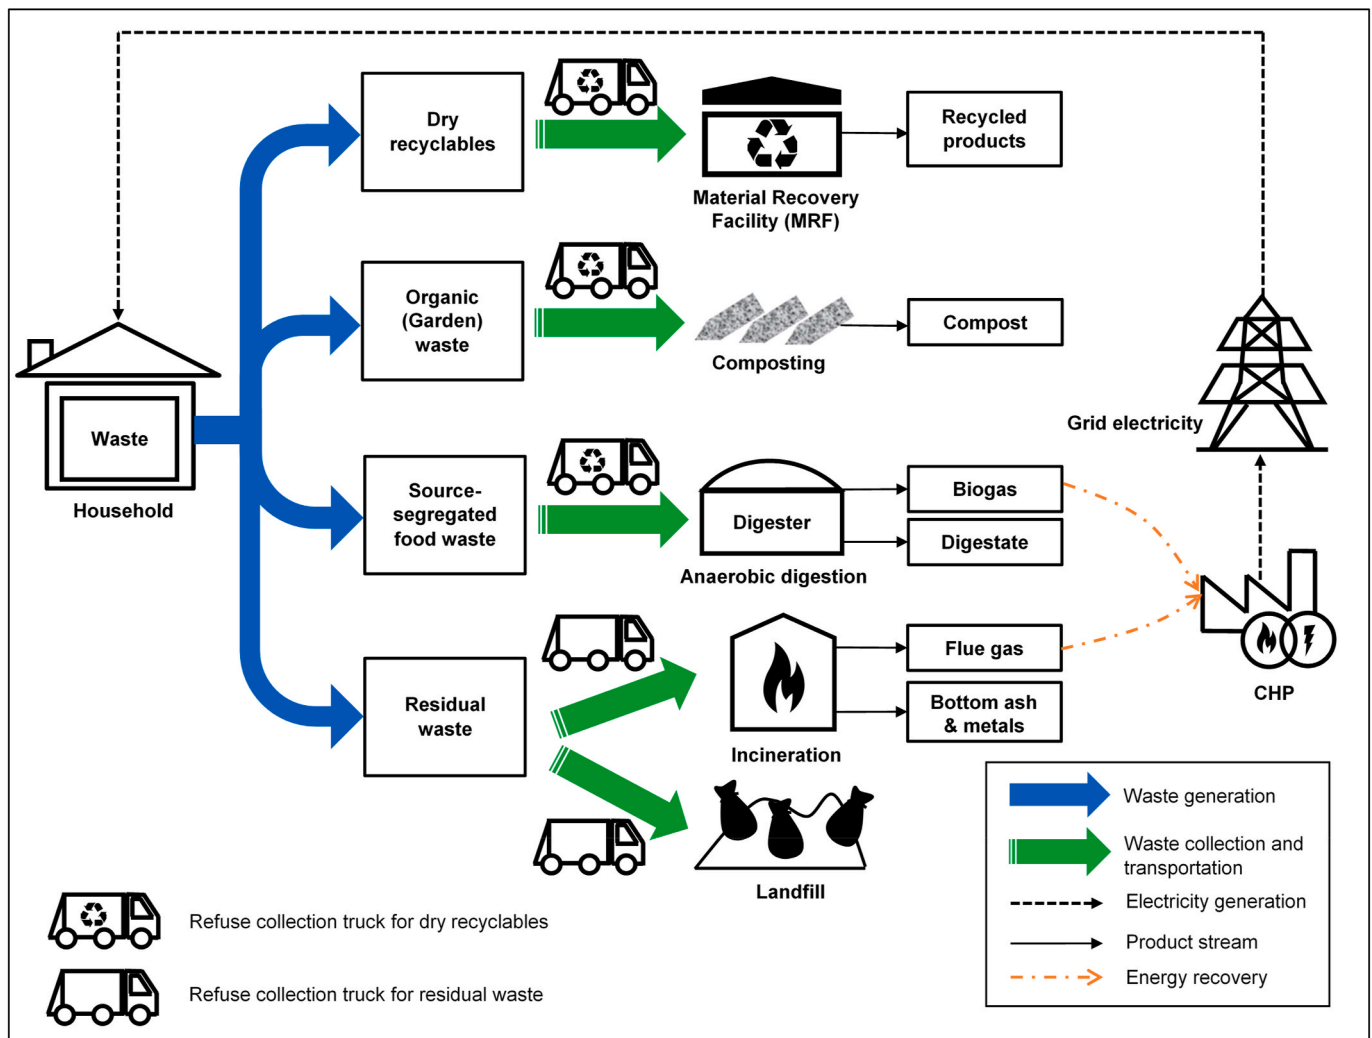 Dry
recyclables
Material Recovery
Facility (MRF)
Recycled
products
Organic
(Garden)
waste
Composting
Compost
Waste
Household
Grid electricity
Source-
segregated
food waste
Digester
Anaerobic digestion
Biogas
Digestate
Residual
waste
Incineration
Flue gas
Bottom ash
& metals
CHP
Landfill
Waste generation
Waste collection and
transportation
Electricity generation
Product stream
Energy recovery
Refuse collection truck for dry recyclables
Refuse collection truck for residual waste